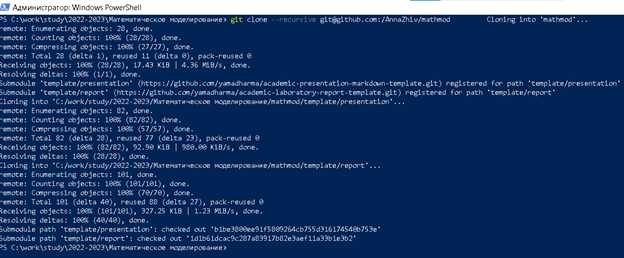 Администратор: Windows PowerShell
PS C:\work\study\2022-2023\Математическое моделирование> git clone --recursive git@github.com:/AnnaZhiv/mathmod Cloning into 'mathmod'...
remote: Enumerating objects: 28, done.
remote: Counting objects: 100% (28/28), done.
remote: Compressing objects: 100% (27/27), done.
remote: Total 28 (delta 1), reused 11 (delta 0), pack-reused 0
Receiving objects: 100% (28/28), 17.43 KiB | 4.36 MiB/s, done.
Resolving deltas: 100% (1/1), done.
Submodule 'template/presentation' (https://github.com/yamadharma/academic-presentation-markdown-template.git) registered for path 'template/presentation'
Submodule 'template/report' (https://github.com/yamadharma/academic-laboratory-report-template.git) registered for path 'template/report'
Cloning into 'C:/work/study/2022-2023/Математическое моделирование/mathmod/template/presentation'...
remote: Enumerating objects: 82, done.
remote: Counting objects: 100% (82/82), done.
remote: Compressing objects: 100% (57/57), done.
remote: Total 82 (delta 28), reused 77 (delta 23), pack-reused 0
Receiving objects: 100% (82/82), 92.90 KiB | 980.00 KiB/s, done.
Resolving deltas: 100% (28/28), done.
Cloning into 'C:/work/study/2022-2023/Математическое моделирование/mathmod/template/report'...
remote: Enumerating objects: 101, done.
remote: Counting objects: 100% (101/101), done.
remote: Compressing objects: 100% (70/70), done.
remote: Total 101 (delta 40), reused 88 (delta 27), pack-reused 0
Receiving objects: 100% (101/101), 327.25 KiB | 1.23 MiB/s, done.
Resolving deltas: 100% (40/40), done.
Submodule path 'template/presentation': checked out 'b1be3800ee91f5809264cb755d316174540b753e'
Submodule path 'template/report': checked out '1d1b61dcac9c287a83917b82e3aef11a33b1e3b2'
PS C:\work\study\2022-2023\Математическое моделирование>